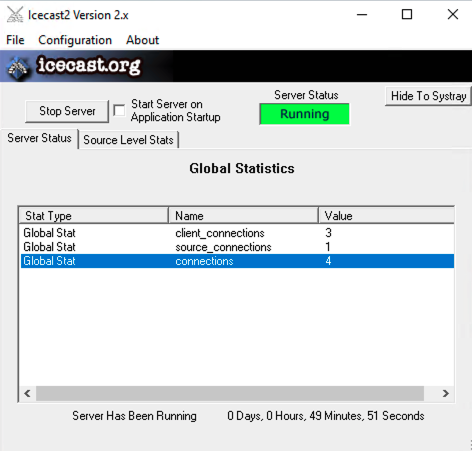 Icecast2 Version 2.x
File Configuration About
icecast.org
Stop Server
Start Server on
Application Startup
Server Status
Running
Hide To Systray
Server Status Source Level Stats
Global Statistics
Stat Type Name Value
Global Stat client_connections 3
Global Stat source_connections 1
Global Stat connections 4
Server Has Been Running 0 Days, 0 Hours, 49 Minutes, 51 Seconds